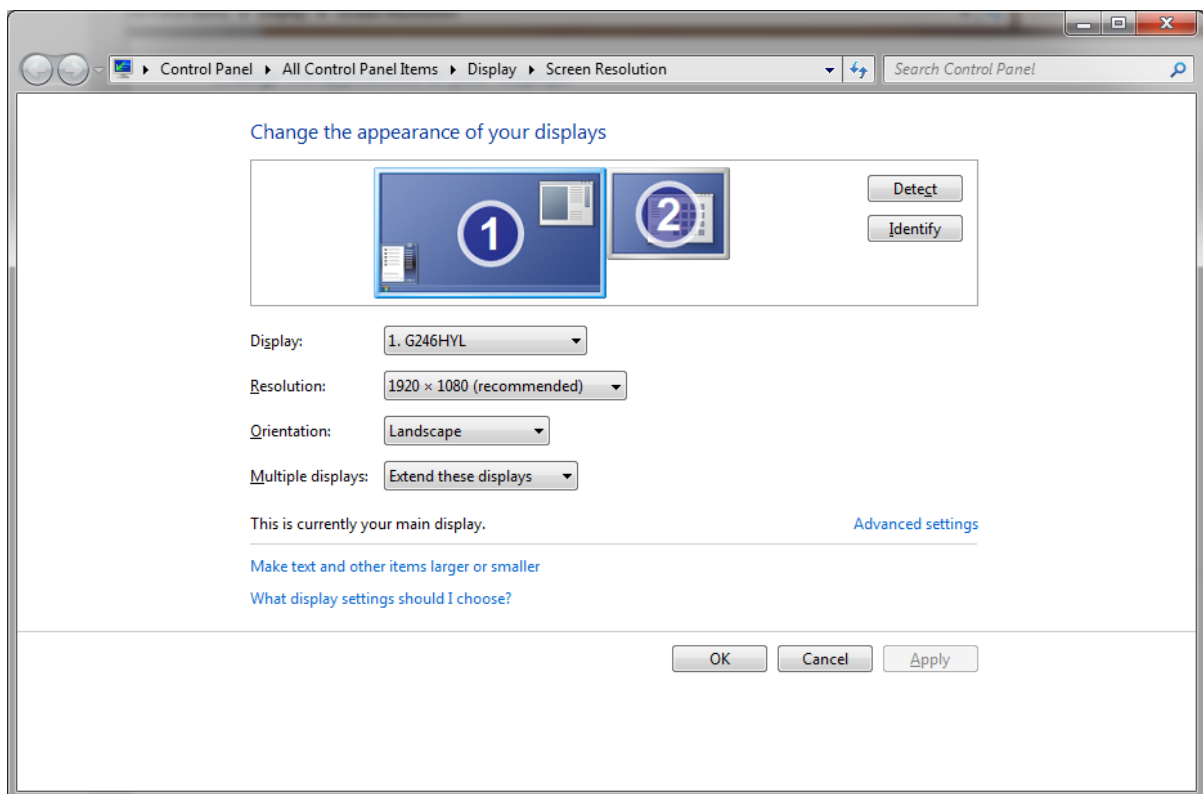 Control Panel ▸ All Control Panel Items ▸ Display ▸ Screen Resolution
Search Control Panel
Change the appearance of your displays
1
2
Detect
Identify
Display: 1. G246HYL
Resolution: 1920 × 1080 (recommended)
Orientation: Landscape
Multiple displays: Extend these displays
This is currently your main display. Advanced settings
Make text and other items larger or smaller
What display settings should I choose?
OK Cancel Apply